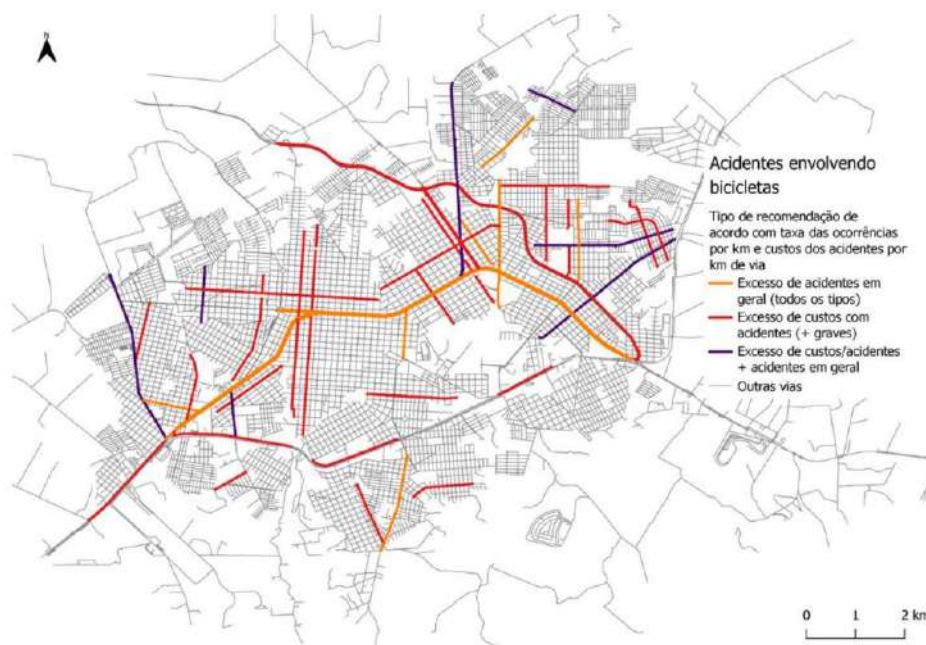 N
Acidentes envolvendo
bicicletas
Tipo de recomendação de
acordo com taxa das ocorrências
por km e custos dos acidentes por
km de via
Excesso de acidentes em
geral (todos os tipos)
Excesso de custos com
acidentes (+ graves)
Excesso de custos/acidentes
+ acidentes em geral
Outras vias
0 1 2 km